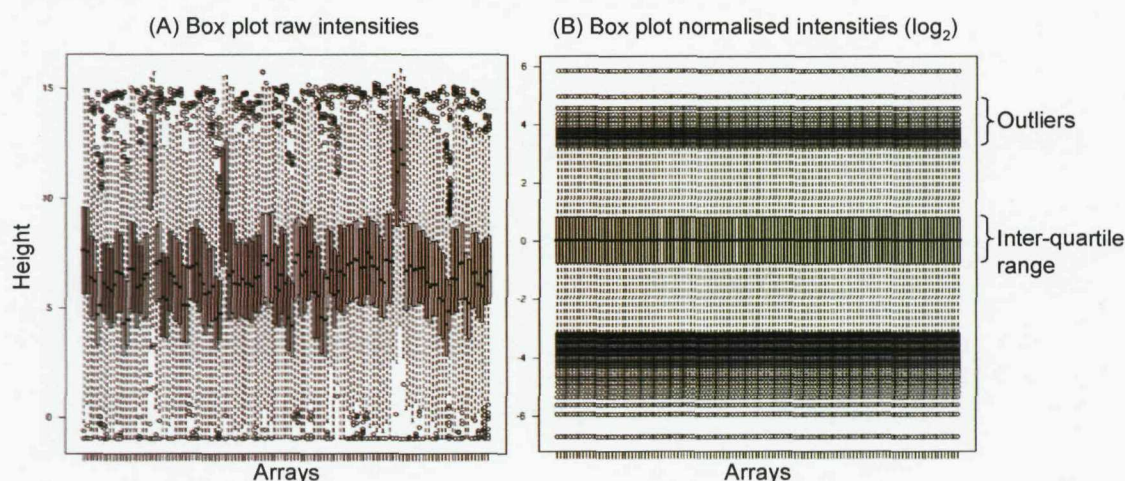 (A) Box plot raw intensities
(B) Box plot normalised intensities (log2)
Height
15
10
5
0
Arrays
6
4
2
0
-2
-4
-6
Arrays
Outliers
Inter-quartile
range